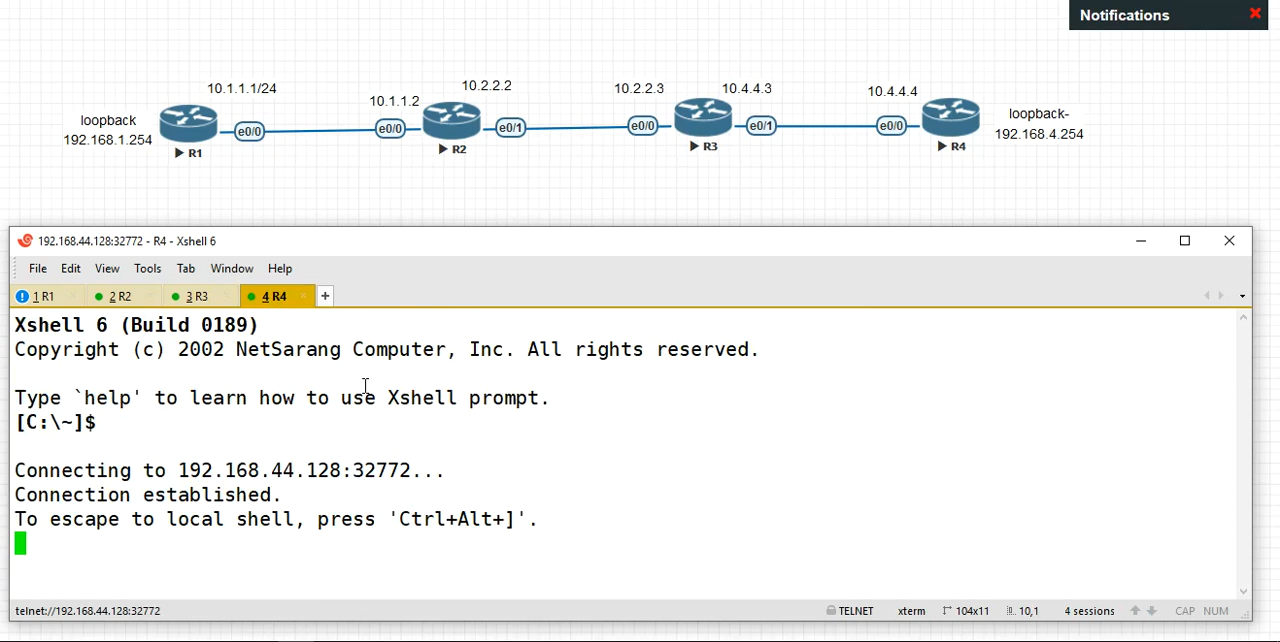 Notifications
10.1.1.1/24
10.1.1.2
10.2.2.2
10.2.2.3
10.4.4.3
10.4.4.4
loopback
192.168.1.254
loopback-
192.168.4.254
e0/0
e0/0
e0/1
e0/0
e0/1
e0/0
R1
R2
R3
R4
192.168.44.128:32772 - R4 - Xshell 6
File Edit View Tools Tab Window Help
1 R1 2 R2 3 R3 4 R4 +
Xshell 6 (Build 0189)
Copyright (c) 2002 NetSarang Computer, Inc. All rights reserved.
Type `help' to learn how to use Xshell prompt.
[C:\~]$
Connecting to 192.168.44.128:32772...
Connection established.
To escape to local shell, press 'Ctrl+Alt+]'.
telnet://192.168.44.128:32772 TELNET xterm 104x11 10,1 4 sessions CAP NUM